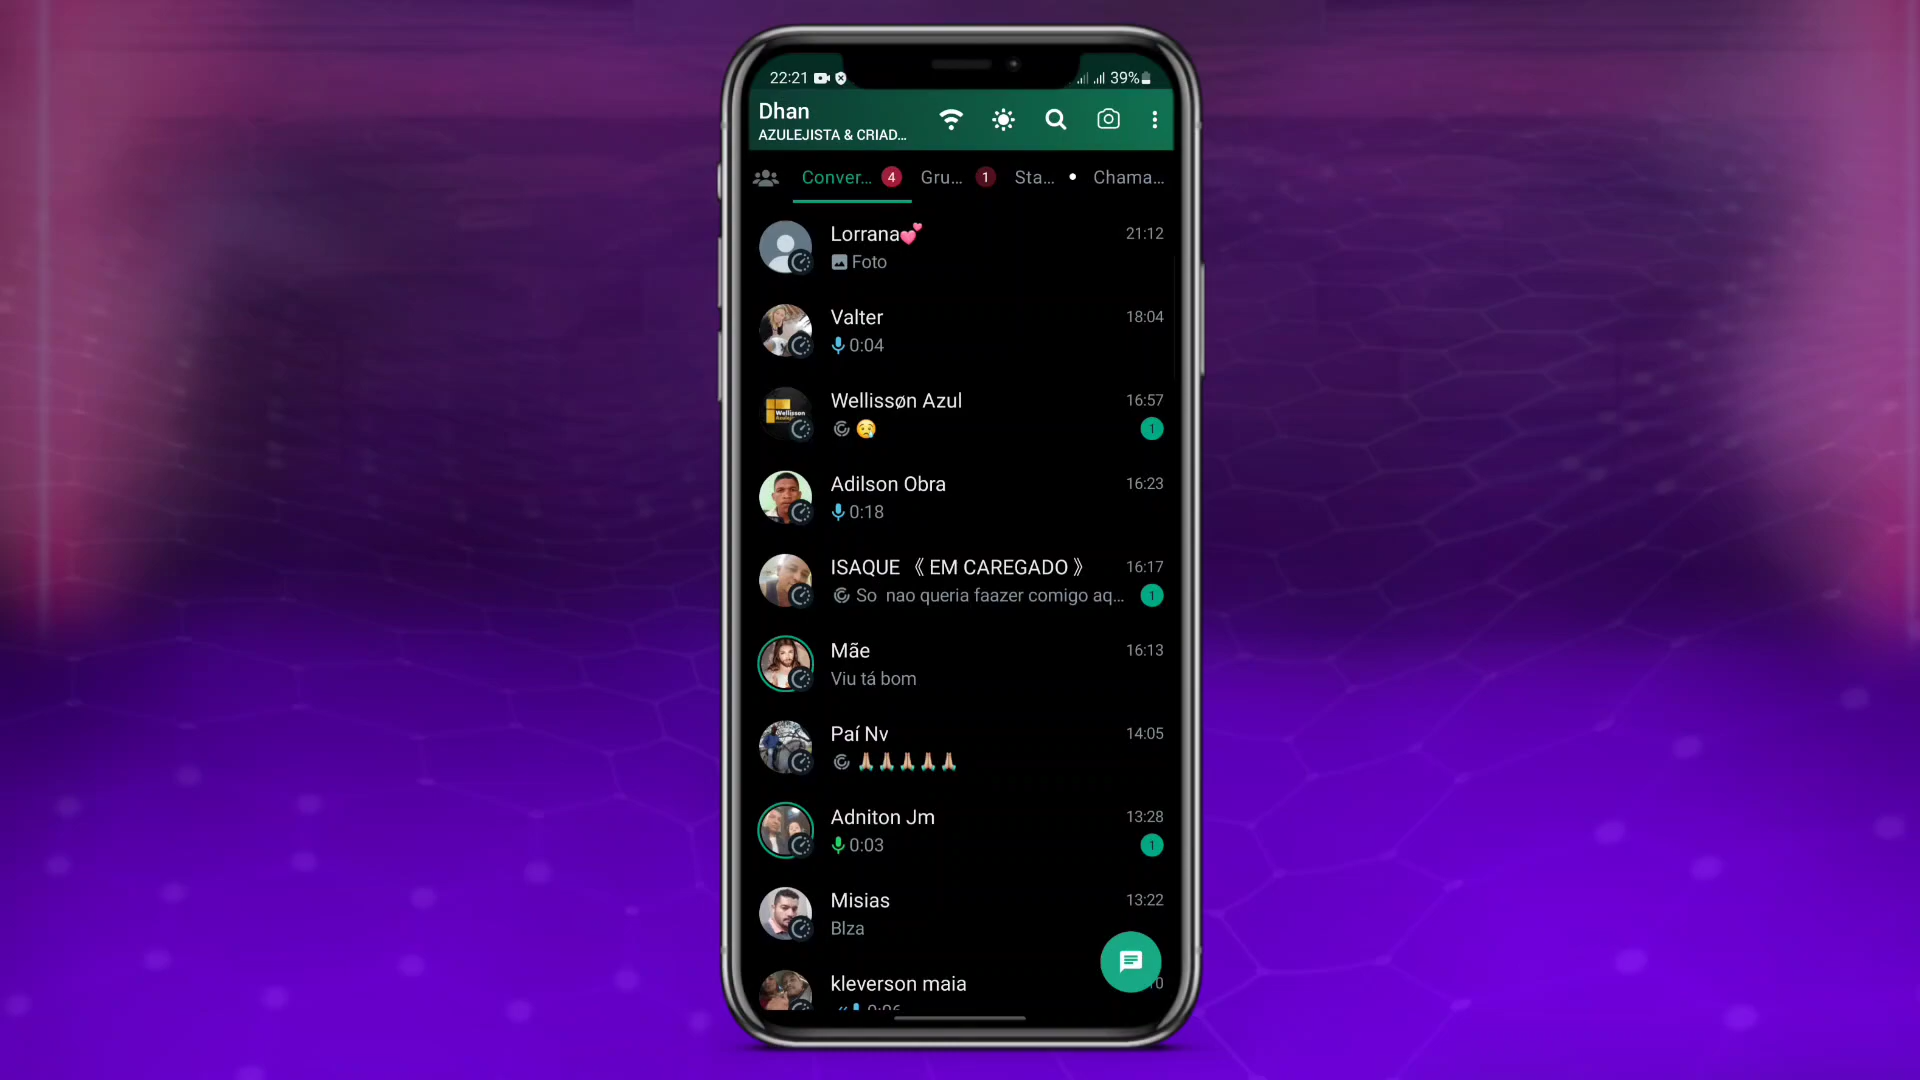 22:21
39%
Dhan
AZULEJISTA & CRIAD...
Conver... 4
Gru... 1
Sta...
Chama...
Lorrana💕 21:12
Foto
Valter 18:04
0:04
Wellissøn Azul 16:57
😢 1
Adilson Obra 16:23
0:18
ISAQUE 《 EM CAREGADO 》 16:17
So nao queria faazer comigo aq... 1
Mãe 16:13
Viu tá bom
Paí Nv 14:05
🙏🏼🙏🏼🙏🏼🙏🏼🙏🏼
Adniton Jm 13:28
0:03 1
Misias 13:22
Blza
kleverson maia